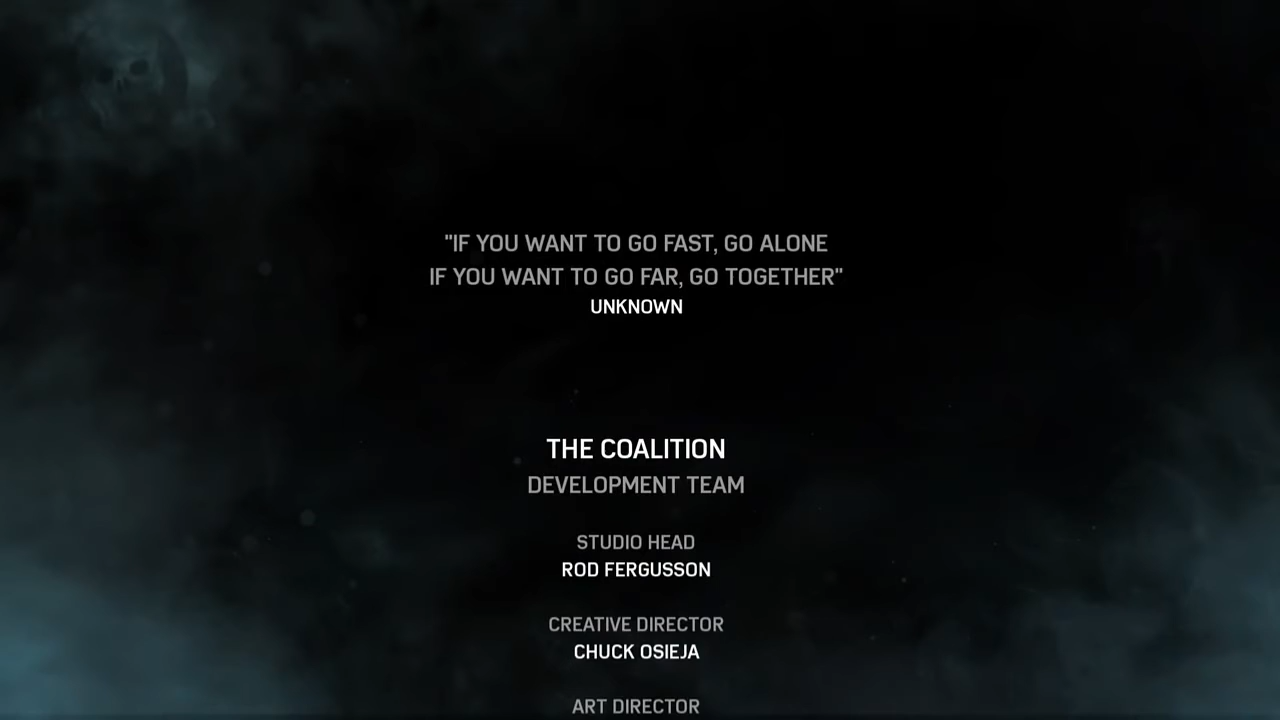 "IF YOU WANT TO GO FAST, GO ALONE
IF YOU WANT TO GO FAR, GO TOGETHER"
UNKNOWN
THE COALITION
DEVELOPMENT TEAM
STUDIO HEAD
ROD FERGUSSON
CREATIVE DIRECTOR
CHUCK OSIEJA
ART DIRECTOR